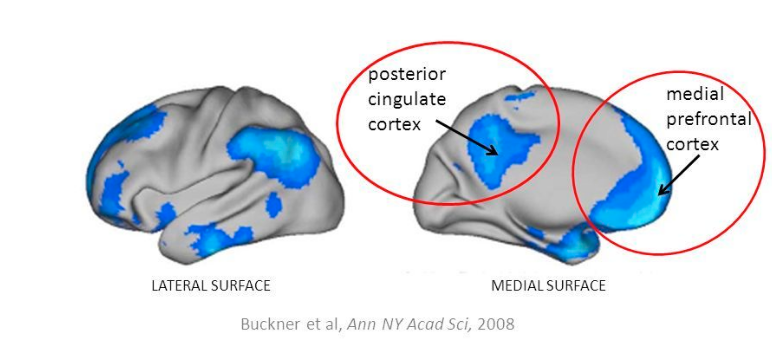 posterior
cingulate
cortex
medial
prefrontal
cortex
LATERAL SURFACE
MEDIAL SURFACE
Buckner et al, Ann NY Acad Sci, 2008